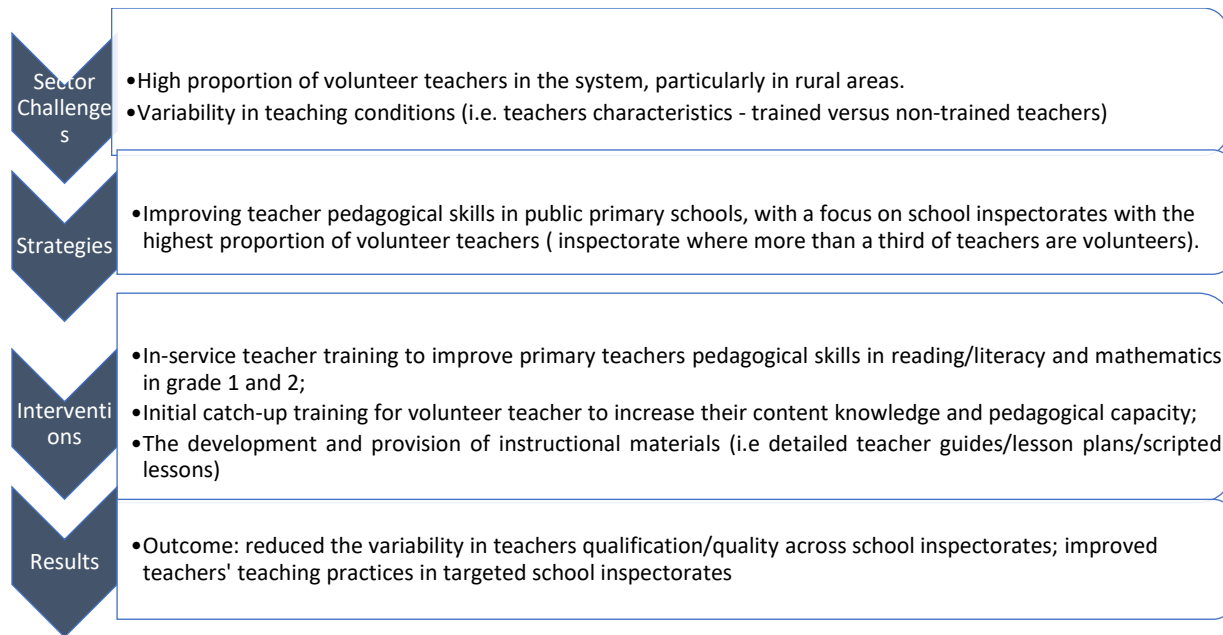 Sector
Challenge
s
•High proportion of volunteer teachers in the system, particularly in rural areas.
•Variability in teaching conditions (i.e. teachers characteristics - trained versus non-trained teachers)
Strategies
•Improving teacher pedagogical skills in public primary schools, with a focus on school inspectorates with the
highest proportion of volunteer teachers ( inspectorate where more than a third of teachers are volunteers).
Interventi
ons
•In-service teacher training to improve primary teachers pedagogical skills in reading/literacy and mathematics
in grade 1 and 2;
•Initial catch-up training for volunteer teacher to increase their content knowledge and pedagogical capacity;
•The development and provision of instructional materials (i.e detailed teacher guides/lesson plans/scripted
lessons)
Results
•Outcome: reduced the variability in teachers qualification/quality across school inspectorates; improved
teachers' teaching practices in targeted school inspectorates